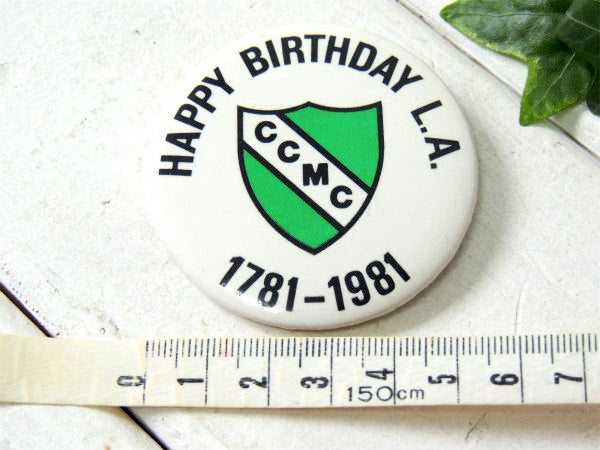 HAPPY BIRTHDAY L.A.
CCMC
1781-1981
0 1 2 3 4 5 6 7
150cm